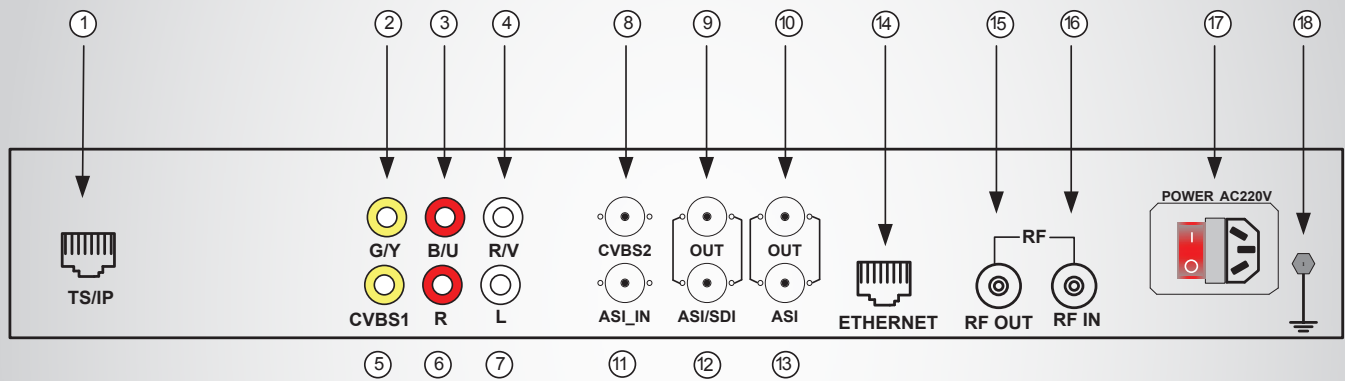 1 2 3 4 8 9 10 14 15 16 17 18
POWER AC220V
RF
G/Y B/U R/V CVBS2 OUT OUT
TS/IP
CVBS1 R L ASI_IN ASI/SDI ASI ETHERNET RF OUT RF IN
I
O
5 6 7 11 12 13